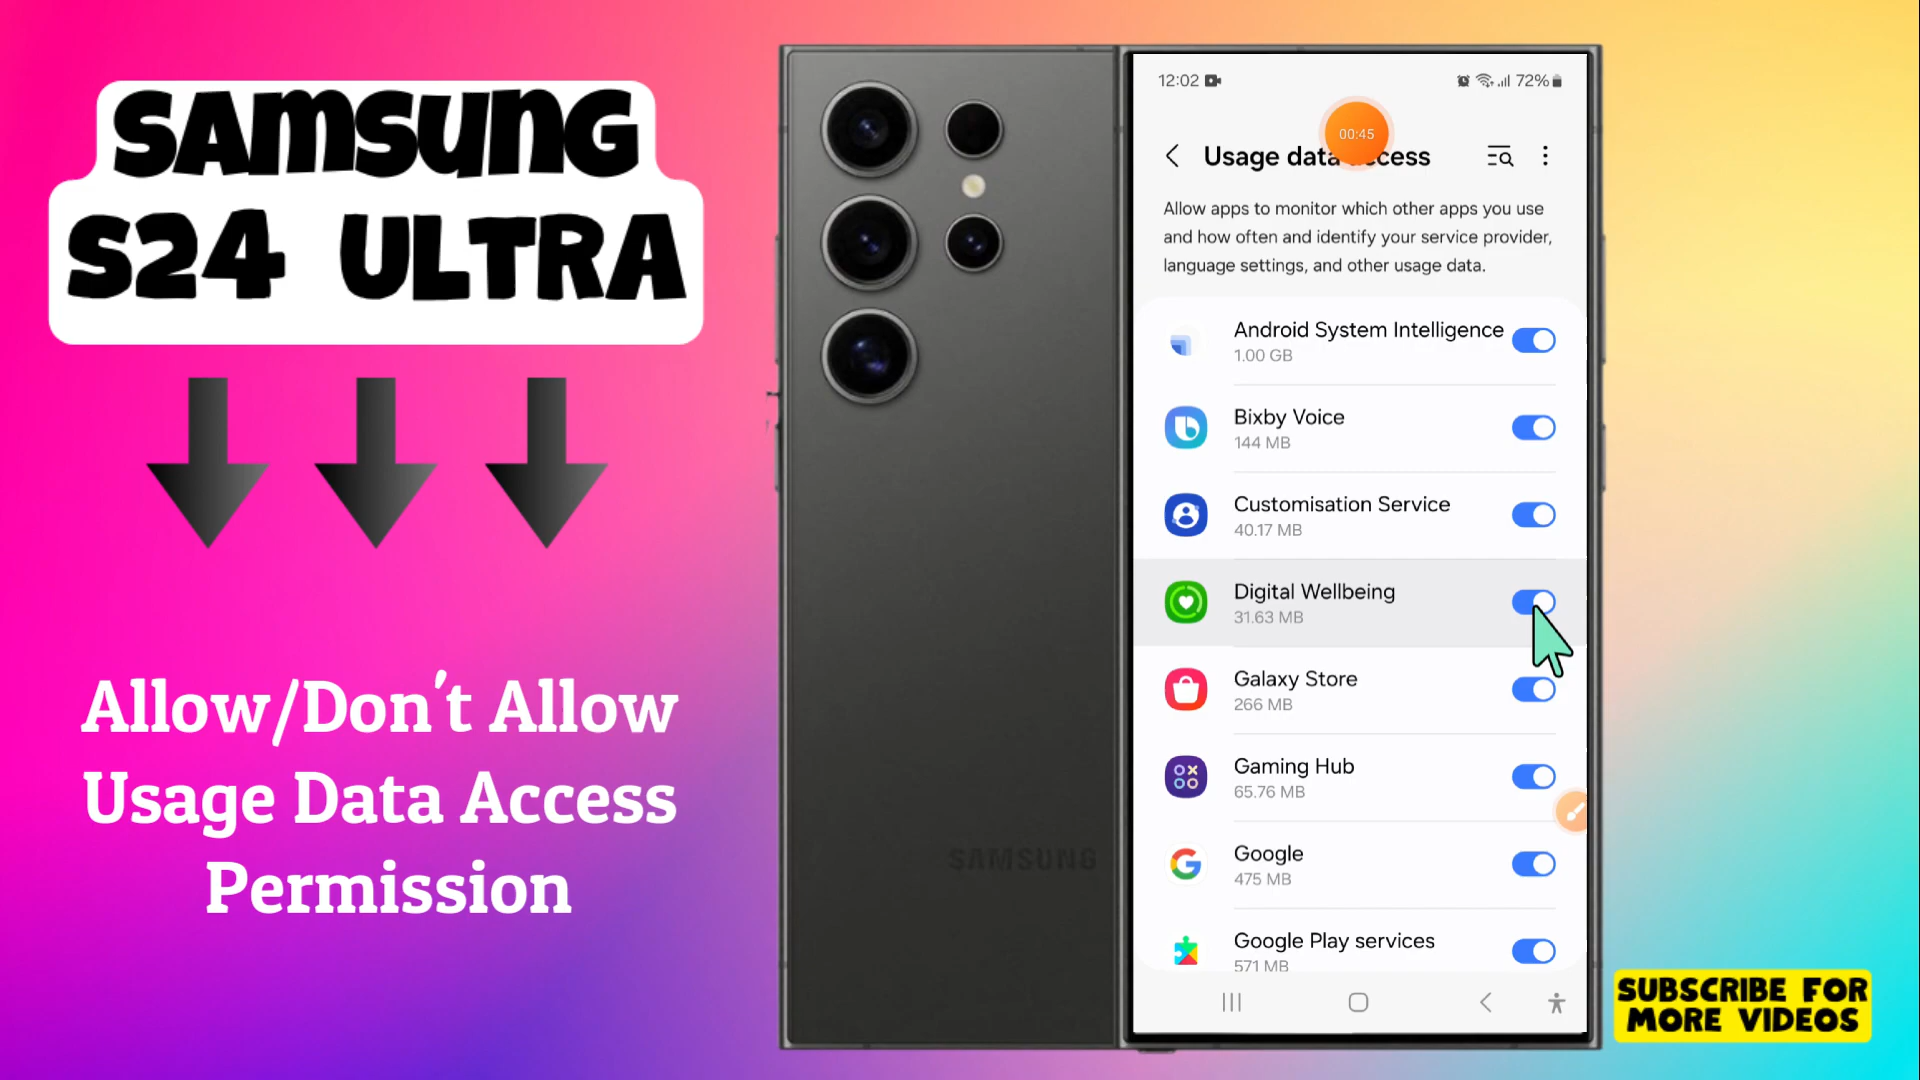 SAMSUNG
S24 ULTRA
Allow/Don't Allow
Usage Data Access
Permission
SAMSUNG
12:02
72%
00:45
Usage data access
Allow apps to monitor which other apps you use
and how often and identify your service provider,
language settings, and other usage data.
Android System Intelligence
1.00 GB
Bixby Voice
144 MB
Customisation Service
40.17 MB
Digital Wellbeing
31.63 MB
Galaxy Store
266 MB
Gaming Hub
65.76 MB
Google
475 MB
Google Play services
571 MB
SUBSCRIBE FOR
MORE VIDEOS